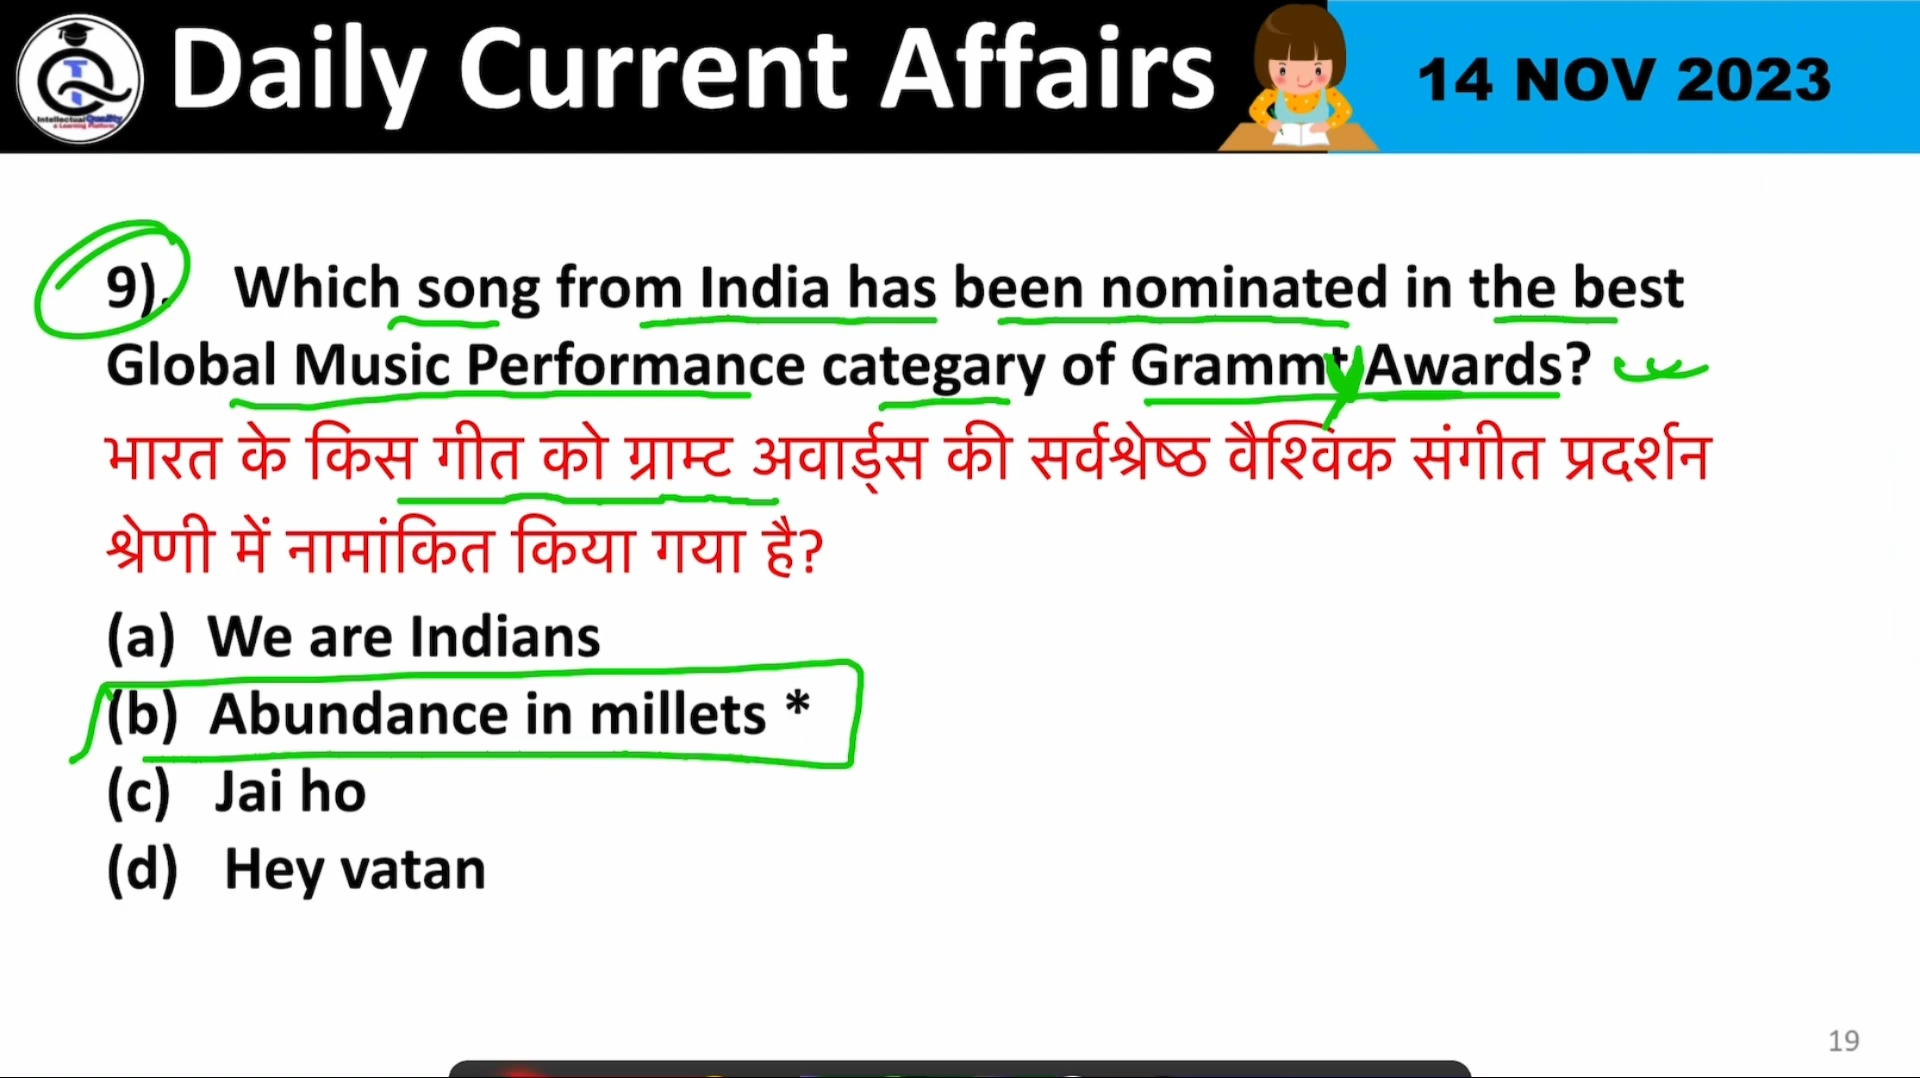 Daily Current Affairs
14 NOV 2023
9). Which song from India has been nominated in the best
Global Music Performance categary of Grammt Awards?
भारत के किस गीत को ग्राम्ट अवार्ड्स की सर्वश्रेष्ठ वैश्विक संगीत प्रदर्शन
श्रेणी में नामांकित किया गया है?
(a) We are Indians
(b) Abundance in millets *
(c) Jai ho
(d) Hey vatan
19